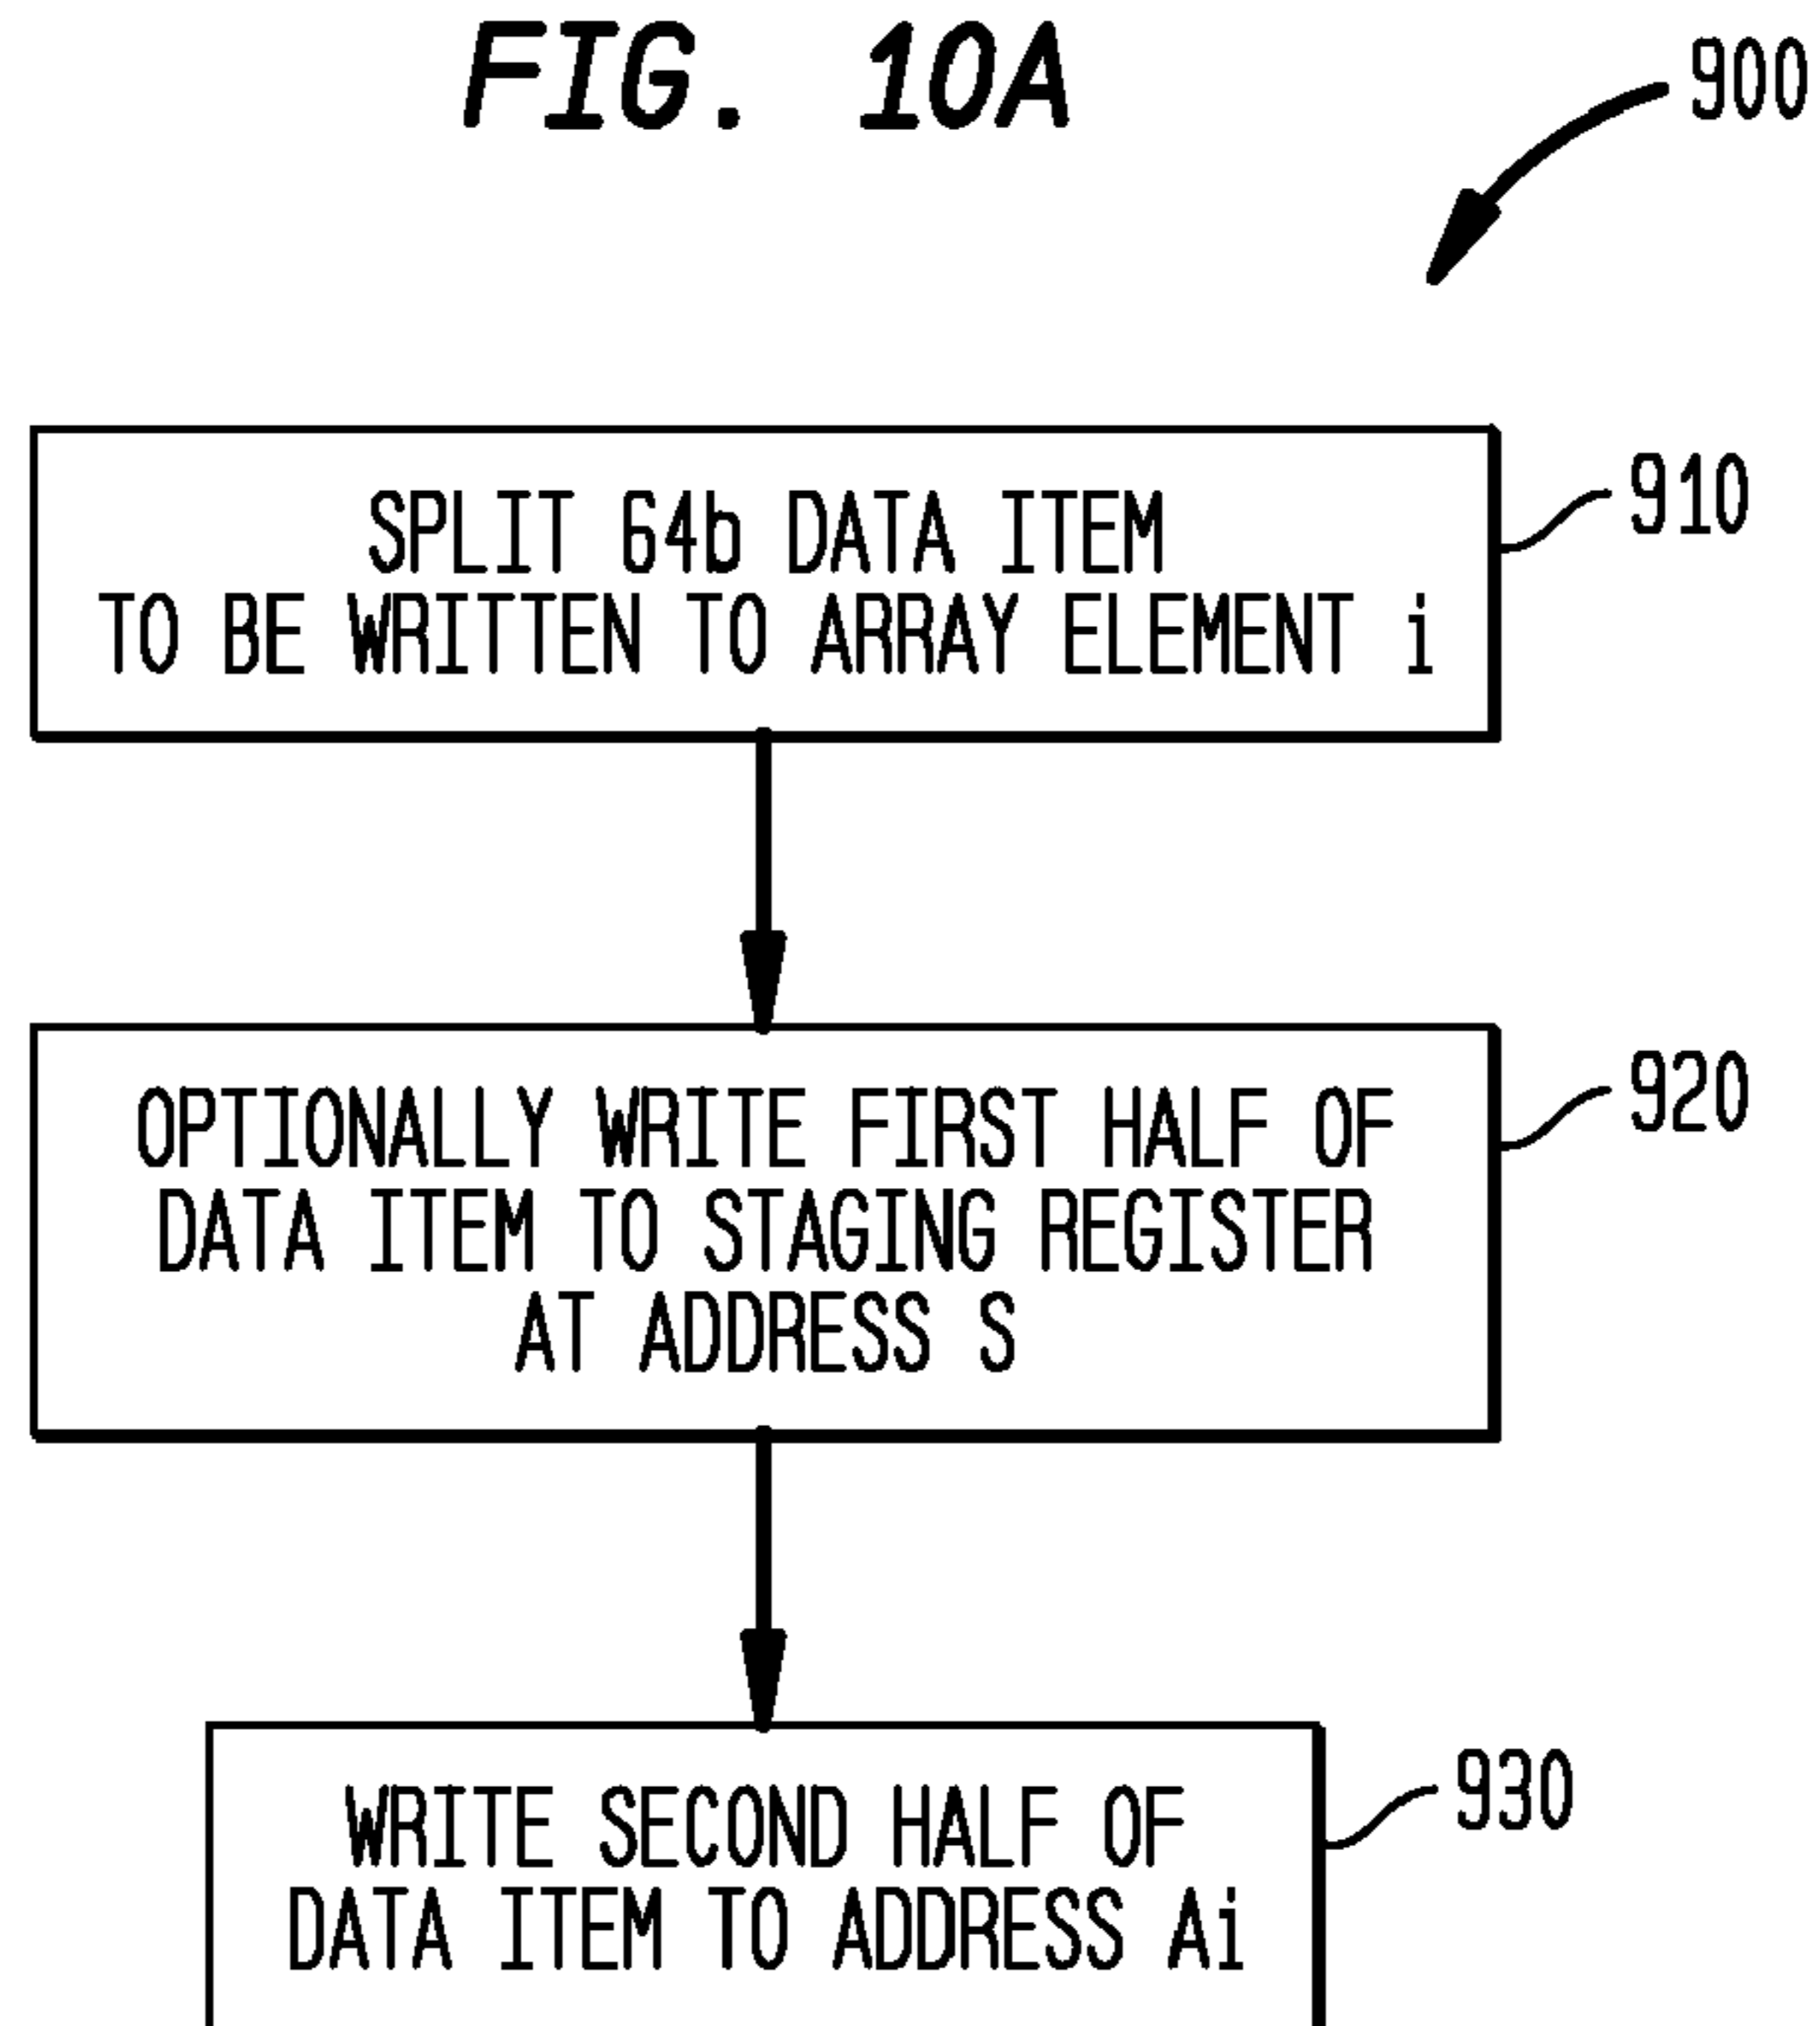 FIG. 10A
900
SPLIT 64b DATA ITEM
TO BE WRITTEN TO ARRAY ELEMENT i
910
OPTIONALLY WRITE FIRST HALF OF
DATA ITEM TO STAGING REGISTER
AT ADDRESS S
920
WRITE SECOND HALF OF
DATA ITEM TO ADDRESS Ai
930